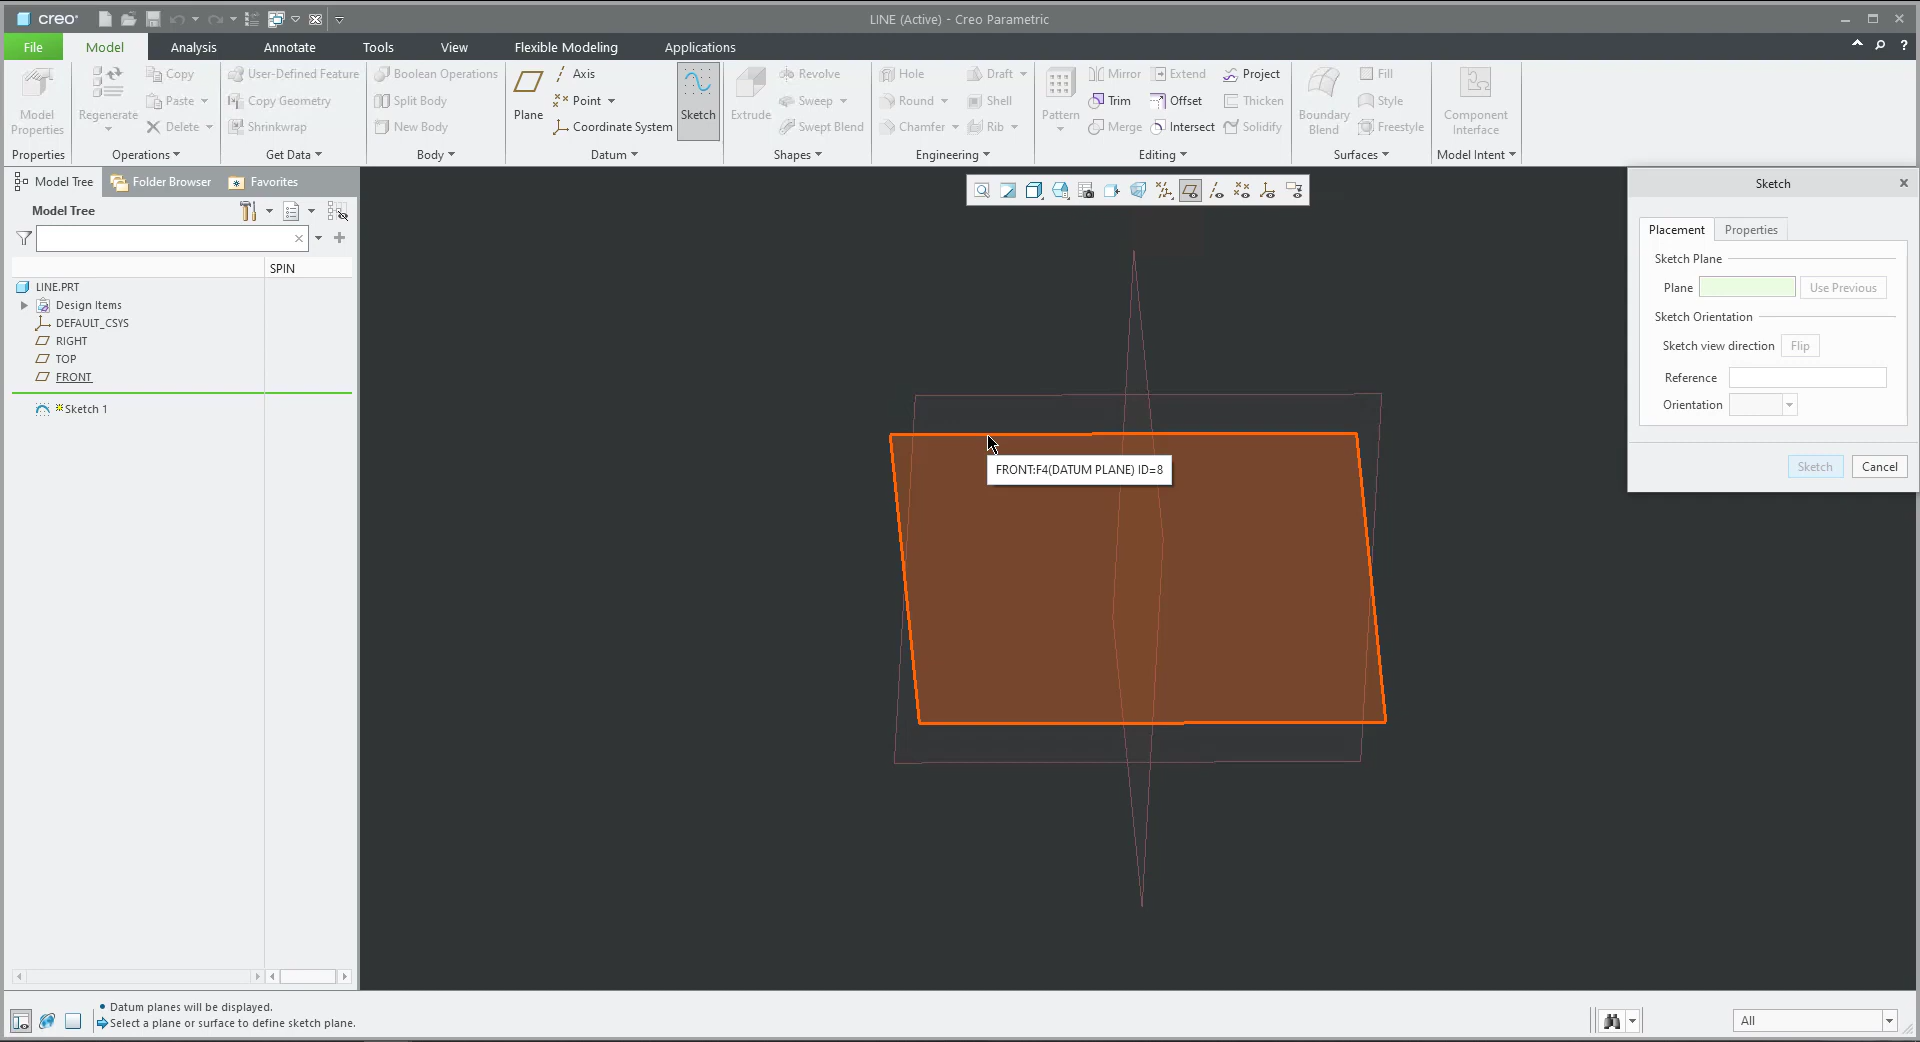 creo
LINE (Active) - Creo Parametric
File Model Analysis Annotate Tools View Flexible Modeling Applications
Model Properties
Properties
Regenerate
Copy
Paste
Delete
Operations
User-Defined Feature
Copy Geometry
Shrinkwrap
Get Data
Boolean Operations
Split Body
New Body
Body
Plane
Axis
Point
Coordinate System
Sketch
Datum
Extrude
Revolve
Sweep
Swept Blend
Shapes
Hole
Round
Chamfer
Draft
Shell
Rib
Engineering
Pattern
Mirror
Trim
Merge
Extend
Offset
Intersect
Project
Thicken
Solidify
Editing
Boundary Blend
Fill
Style
Freestyle
Surfaces
Component Interface
Model Intent
Model Tree Folder Browser Favorites
Model Tree
SPIN
LINE.PRT
Design Items
DEFAULT_CSYS
RIGHT
TOP
FRONT
Sketch 1
FRONT:F4(DATUM PLANE) ID=8
Sketch
Placement Properties
Sketch Plane
Plane Use Previous
Sketch Orientation
Sketch view direction Flip
Reference
Orientation
Sketch Cancel
Datum planes will be displayed.
Select a plane or surface to define sketch plane.
All